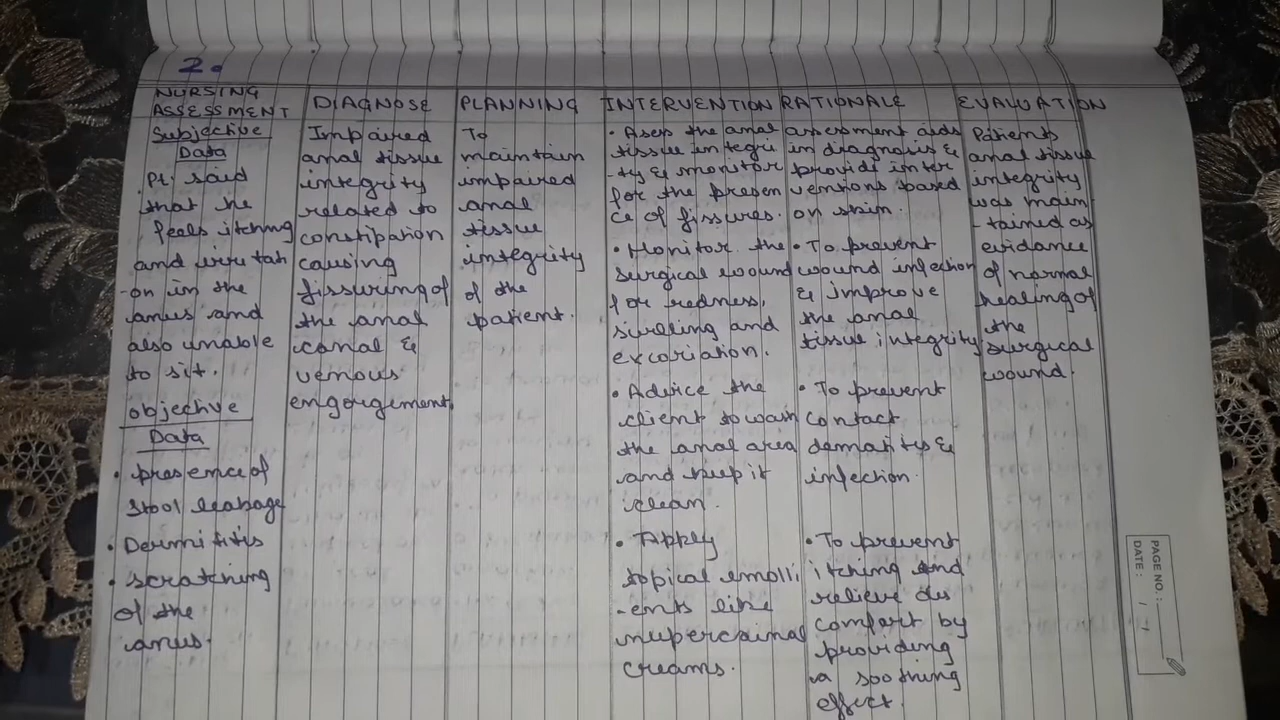 2.
NURSING
ASSESSMENT
Subjective
Data
Pt. said
that he
feels itching
and irritati
-on in the
anus and
also unable
to sit.
Objective
Data
• presence of
stool leakage
• Dermititis
• scratching
of the
anus.
DIAGNOSE
Impaired
anal tissue
integrity
related to
constipation
causing
fissuring of
the anal
canal &
venous
engorgement.
PLANNING
To
maintain
impaired
anal
tissue
integrity
of the
patient.
INTERVENTION
• Asess the anal
tissue integri
-ty & monitor
for the presen
ce of fissures.
• Monitor the
surgical wound
for redness,
swelling and
excoriation.
• Advice the
client to wash
the anal area
and keep it
clean.
• Apply
topical emolli
-ents like
nupercainal
creams.
RATIONALE
assessment aids
in diagnosis &
provide inter
ventions based
on skin.
• To prevent
wound infection
& improve
the anal
tissue integrity
• To prevent
contact
dematitis &
infection.
• To prevent
itching and
relieve dis
comfort by
providing
a soothing
effect.
EVALUATION
Patients
anal tissue
integrity
was main
-tained as
evidance
of normal
healing of
the
surgical
wound.
PAGE NO.:
DATE: / /